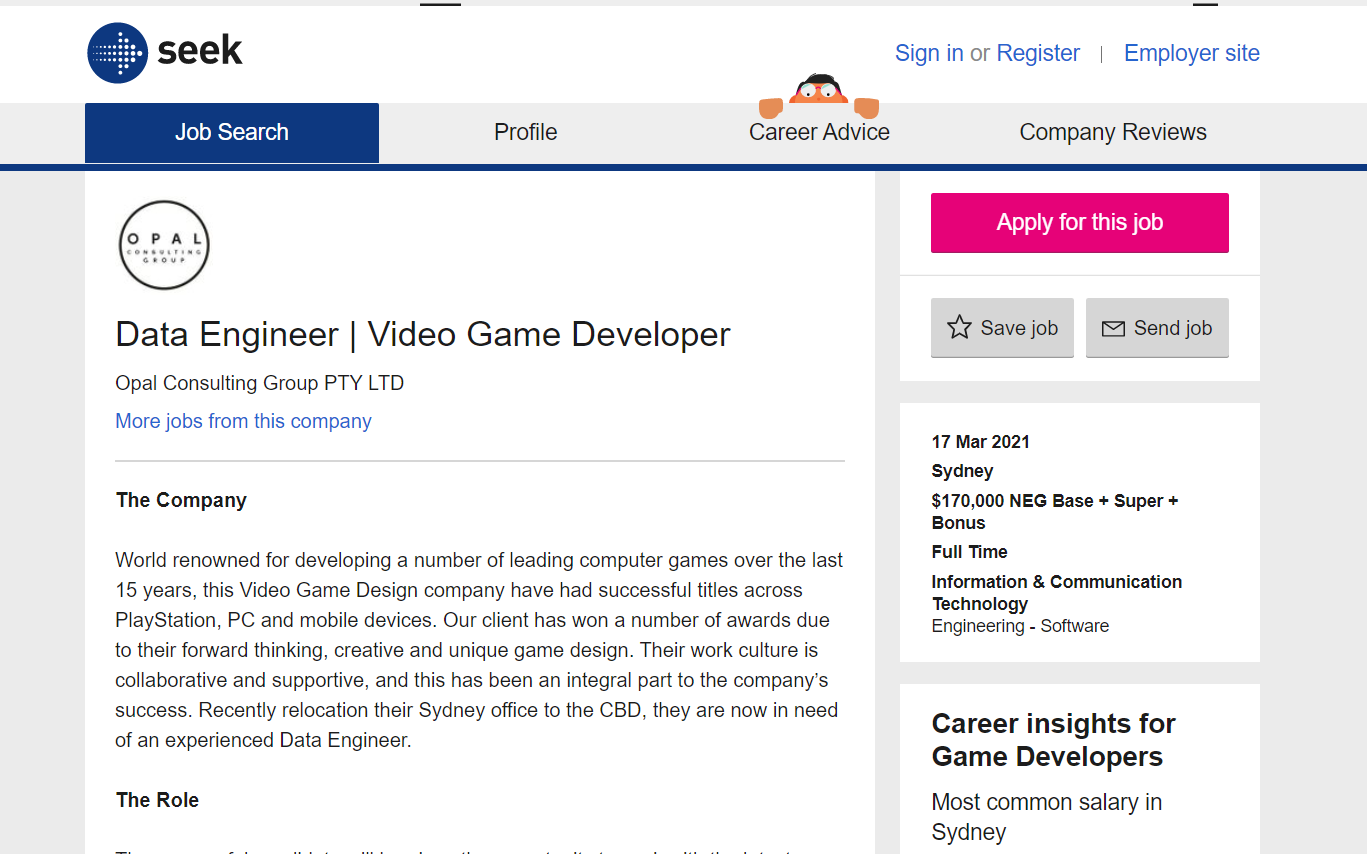 seek
Sign in or Register
Employer site
Job Search
Profile
Career Advice
Company Reviews
OPAL
CONSULTING
GROUP
Data Engineer | Video Game Developer
Opal Consulting Group PTY LTD
More jobs from this company
The Company
World renowned for developing a number of leading computer games over the last
15 years, this Video Game Design company have had successful titles across
PlayStation, PC and mobile devices. Our client has won a number of awards due
to their forward thinking, creative and unique game design. Their work culture is
collaborative and supportive, and this has been an integral part to the company’s
success. Recently relocation their Sydney office to the CBD, they are now in need
of an experienced Data Engineer.
The Role
Apply for this job
Save job
Send job
17 Mar 2021
Sydney
$170,000 NEG Base + Super +
Bonus
Full Time
Information & Communication
Technology
Engineering - Software
Career insights for
Game Developers
Most common salary in
Sydney